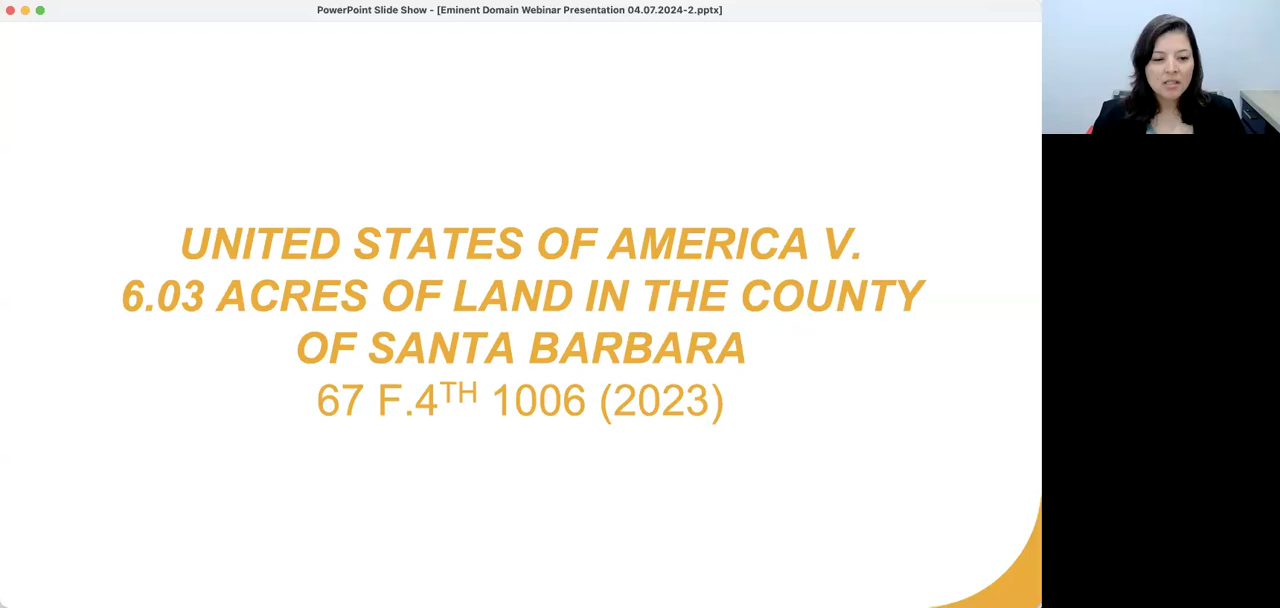 PowerPoint Slide Show - [Eminent Domain Webinar Presentation 04.07.2024-2.pptx]
UNITED STATES OF AMERICA V.
6.03 ACRES OF LAND IN THE COUNTY
OF SANTA BARBARA
67 F.4TH 1006 (2023)